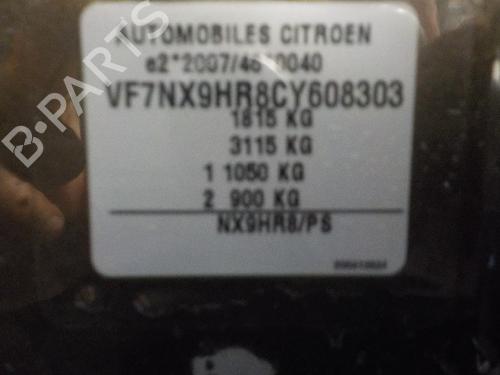 AUTOMOBILES CITROEN
VF7NX9HR8CY608303
1815 KG
3115 KG
1 1050 KG
2 900 KG
NX9HR8/PS
B-PARTS